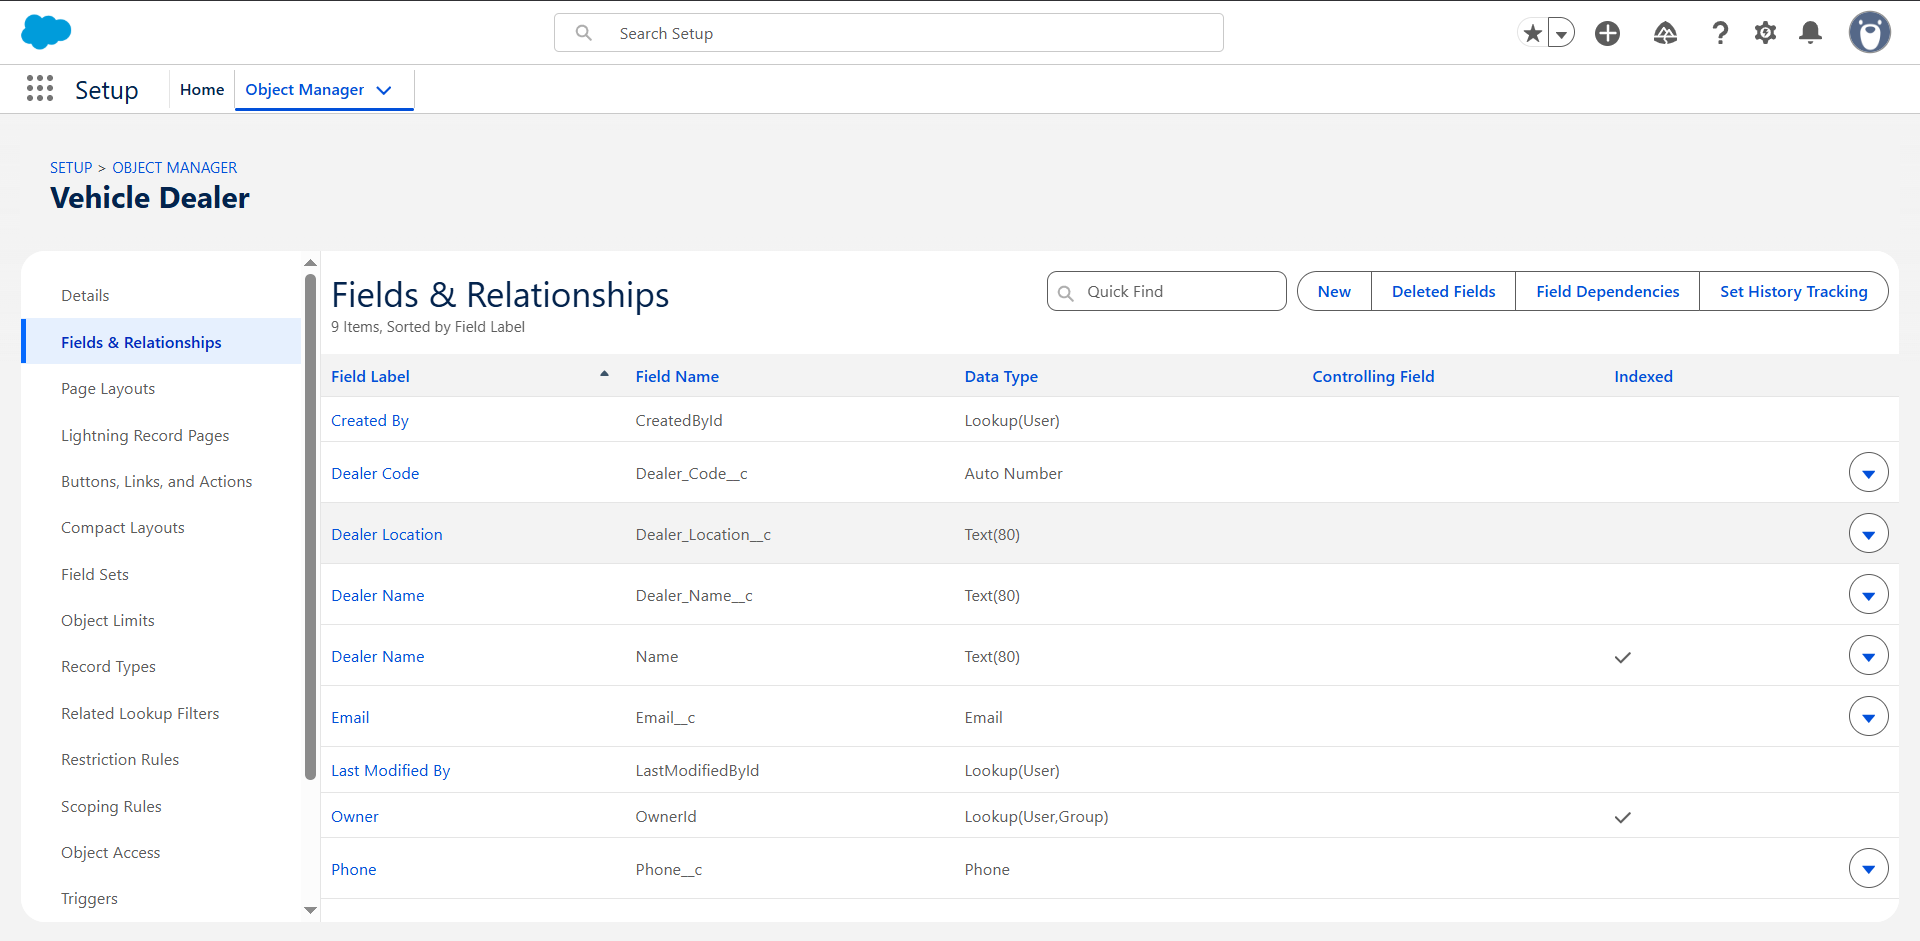 Search Setup
Setup
Home
Object Manager
SETUP > OBJECT MANAGER
Vehicle Dealer
Details
Fields & Relationships
Page Layouts
Lightning Record Pages
Buttons, Links, and Actions
Compact Layouts
Field Sets
Object Limits
Record Types
Related Lookup Filters
Restriction Rules
Scoping Rules
Object Access
Triggers
Fields & Relationships
9 Items, Sorted by Field Label
Quick Find
New
Deleted Fields
Field Dependencies
Set History Tracking
Field Label Field Name Data Type Controlling Field Indexed
Created By CreatedById Lookup(User)
Dealer Code Dealer_Code__c Auto Number
Dealer Location Dealer_Location__c Text(80)
Dealer Name Dealer_Name__c Text(80)
Dealer Name Name Text(80)
Email Email__c Email
Last Modified By LastModifiedById Lookup(User)
Owner OwnerId Lookup(User,Group)
Phone Phone__c Phone